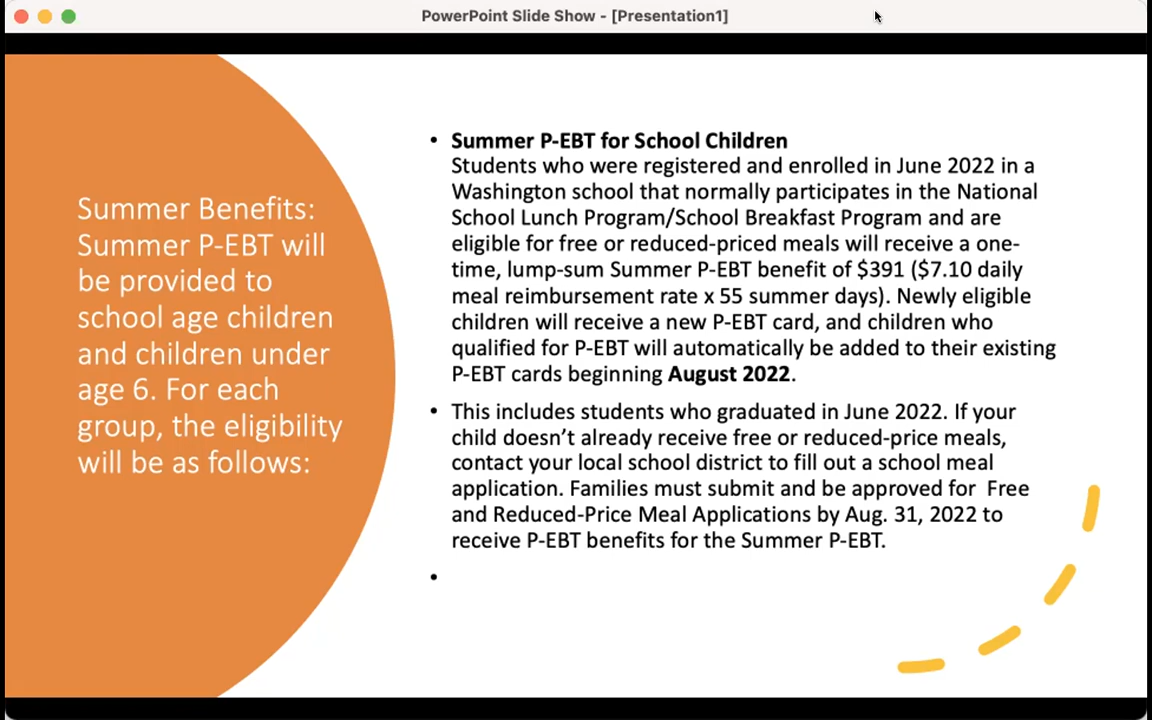 PowerPoint Slide Show - [Presentation1]
Summer Benefits:
Summer P-EBT will
be provided to
school age children
and children under
age 6. For each
group, the eligibility
will be as follows:
• Summer P-EBT for School Children
Students who were registered and enrolled in June 2022 in a
Washington school that normally participates in the National
School Lunch Program/School Breakfast Program and are
eligible for free or reduced-priced meals will receive a one-
time, lump-sum Summer P-EBT benefit of $391 ($7.10 daily
meal reimbursement rate x 55 summer days). Newly eligible
children will receive a new P-EBT card, and children who
qualified for P-EBT will automatically be added to their existing
P-EBT cards beginning August 2022.
• This includes students who graduated in June 2022. If your
child doesn’t already receive free or reduced-price meals,
contact your local school district to fill out a school meal
application. Families must submit and be approved for  Free
and Reduced-Price Meal Applications by Aug. 31, 2022 to
receive P-EBT benefits for the Summer P-EBT.
•